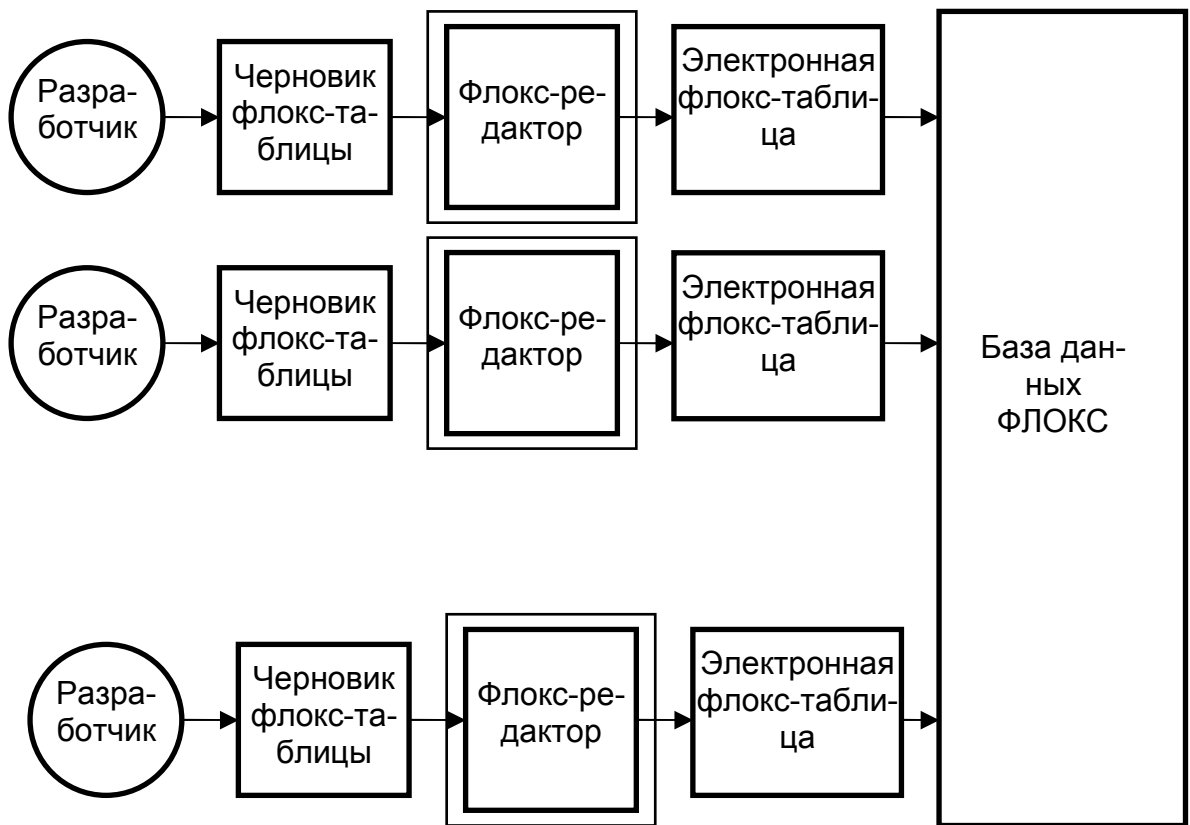 Разра-
ботчик
Черновик
флокс-та-
блицы
Флокс-ре-
дактор
Электронная
флокс-табли-
ца
Разра-
ботчик
Черновик
флокс-та-
блицы
Флокс-ре-
дактор
Электронная
флокс-табли-
ца
База дан-
ных
ФЛОКС
Разра-
ботчик
Черновик
флокс-та-
блицы
Флокс-ре-
дактор
Электронная
флокс-табли-
ца